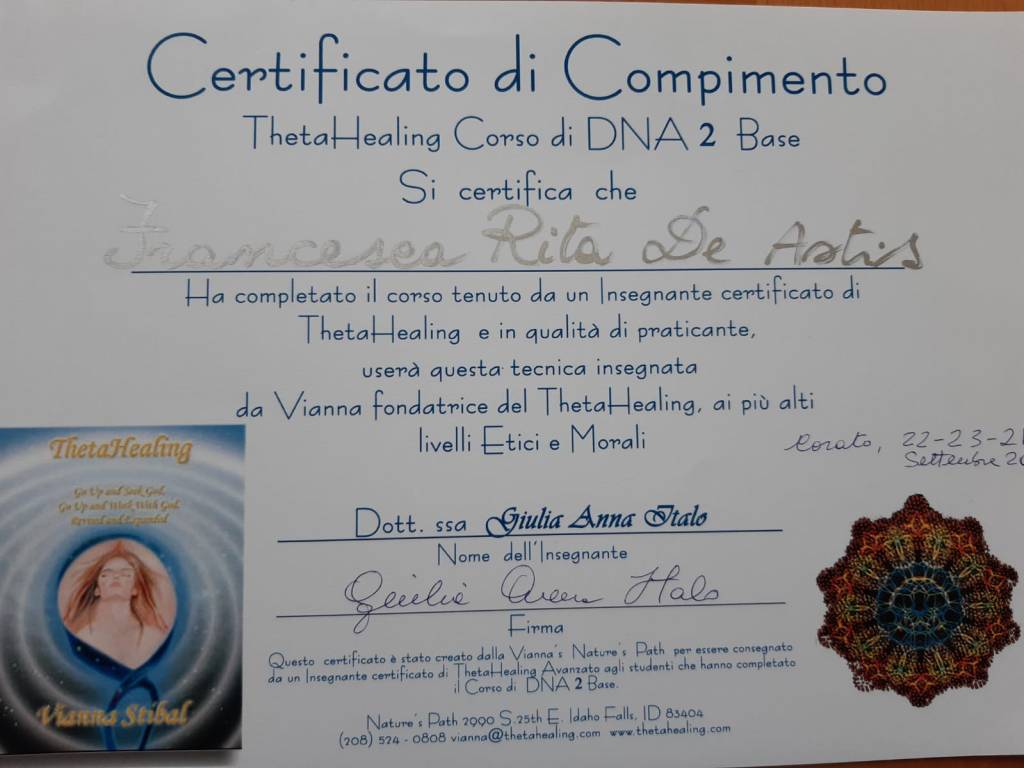 Certificato di Compimento
ThetaHealing Corso di DNA 2 Base
Si certifica che
Francesca Rita De Astis
Ha completato il corso tenuto da un Insegnante certificato di
ThetaHealing e in qualità di praticante,
userà questa tecnica insegnata
da Vianna fondatrice del ThetaHealing, ai più alti
livelli Etici e Morali
Corato, 22-23-2
Settembre 20
ThetaHealing
Go Up and Seek God,
Go Up and Work With God
Revised and Expanded
Vianna Stibal
Dott. ssa Giulia Anna Italo
Nome dell'Insegnante
Giulia Anna Italo
Firma
Questo certificato è stato creato dalla Vianna's Nature's Path per essere consegnato
da un Insegnante certificato di ThetaHealing Avanzato agli studenti che hanno completato
il Corso di DNA 2 Base.
Nature's Path 2990 S.25th E. Idaho Falls, ID 83404
(208) 524 - 0808 vianna@thetahealing.com www.thetahealing.com